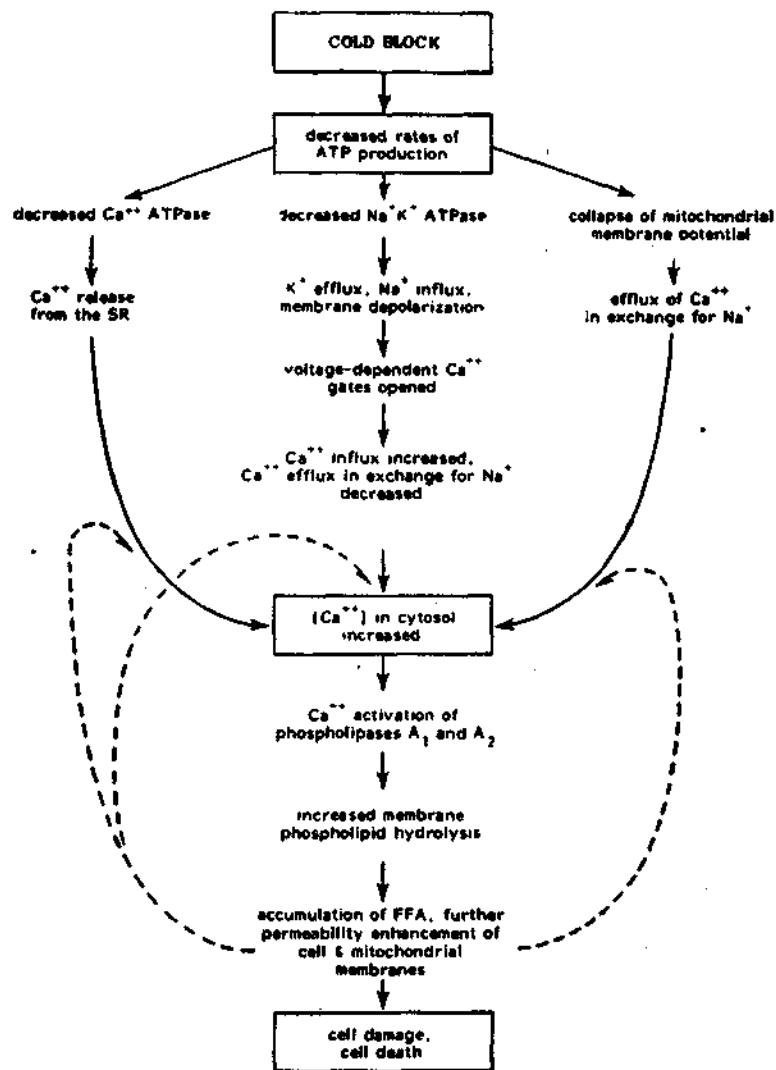 COLD BLOCK
decreased rates of
ATP production
decreased Ca⁺⁺ ATPase
decreased Na⁺K⁺ ATPase
collapse of mitochondrial
membrane potential
Ca⁺⁺ release
from the SR
K⁺ efflux, Na⁺ influx,
membrane depolarization
efflux of Ca⁺⁺
in exchange for Na⁺
voltage-dependent Ca⁺⁺
gates opened
Ca⁺⁺ influx increased,
Ca⁺⁺ efflux in exchange for Na⁺
decreased
[Ca⁺⁺] in cytosol
increased
Ca⁺⁺ activation of
phospholipases A₁ and A₂
increased membrane
phospholipid hydrolysis
accumulation of FFA, further
permeability enhancement of
cell & mitochondrial
membranes
cell damage,
cell death